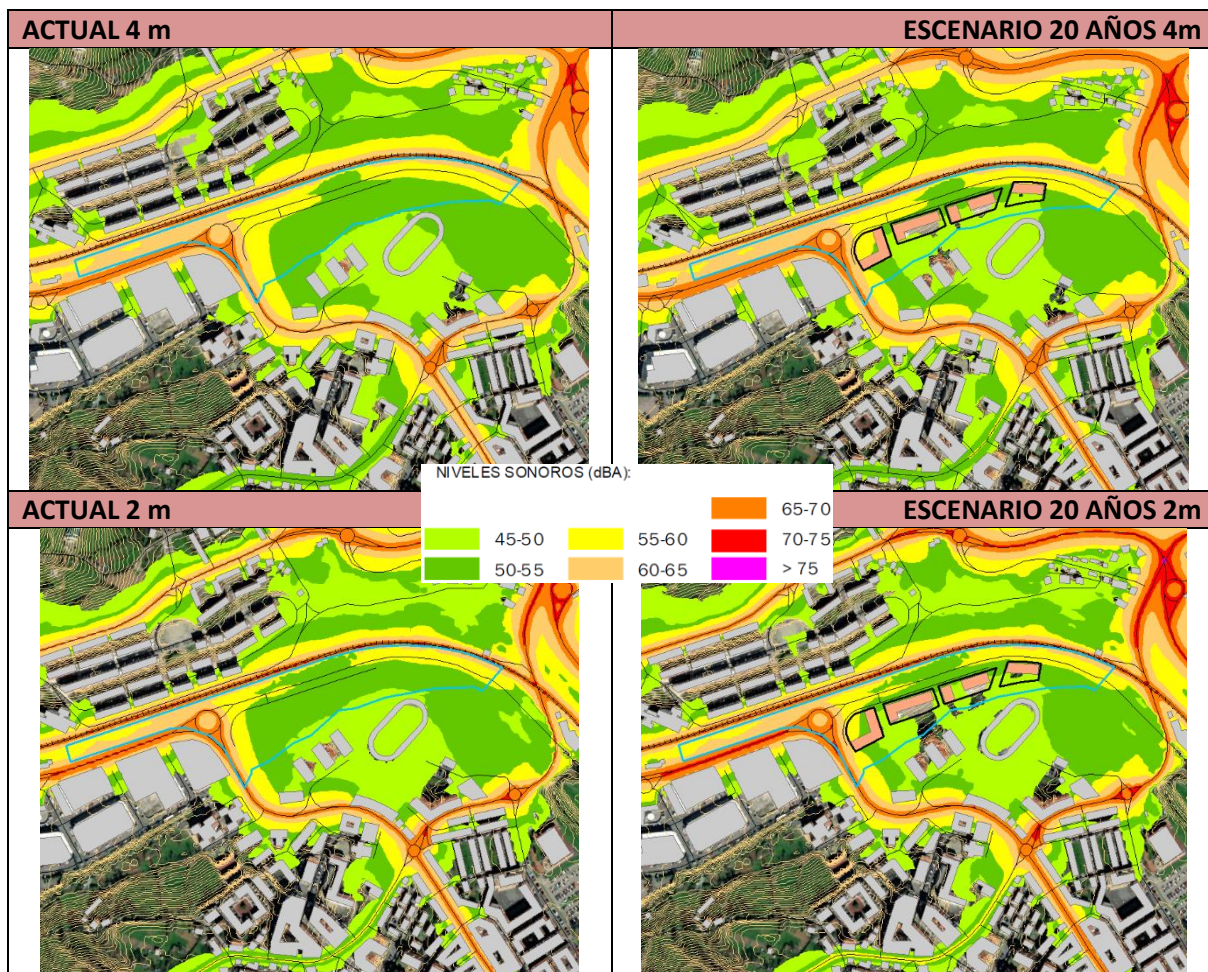 ACTUAL 4 m
ESCENARIO 20 AÑOS 4m
NIVELES SONOROS (dBA):
65-70
45-50
55-60
70-75
50-55
60-65
> 75
ACTUAL 2 m
ESCENARIO 20 AÑOS 2m